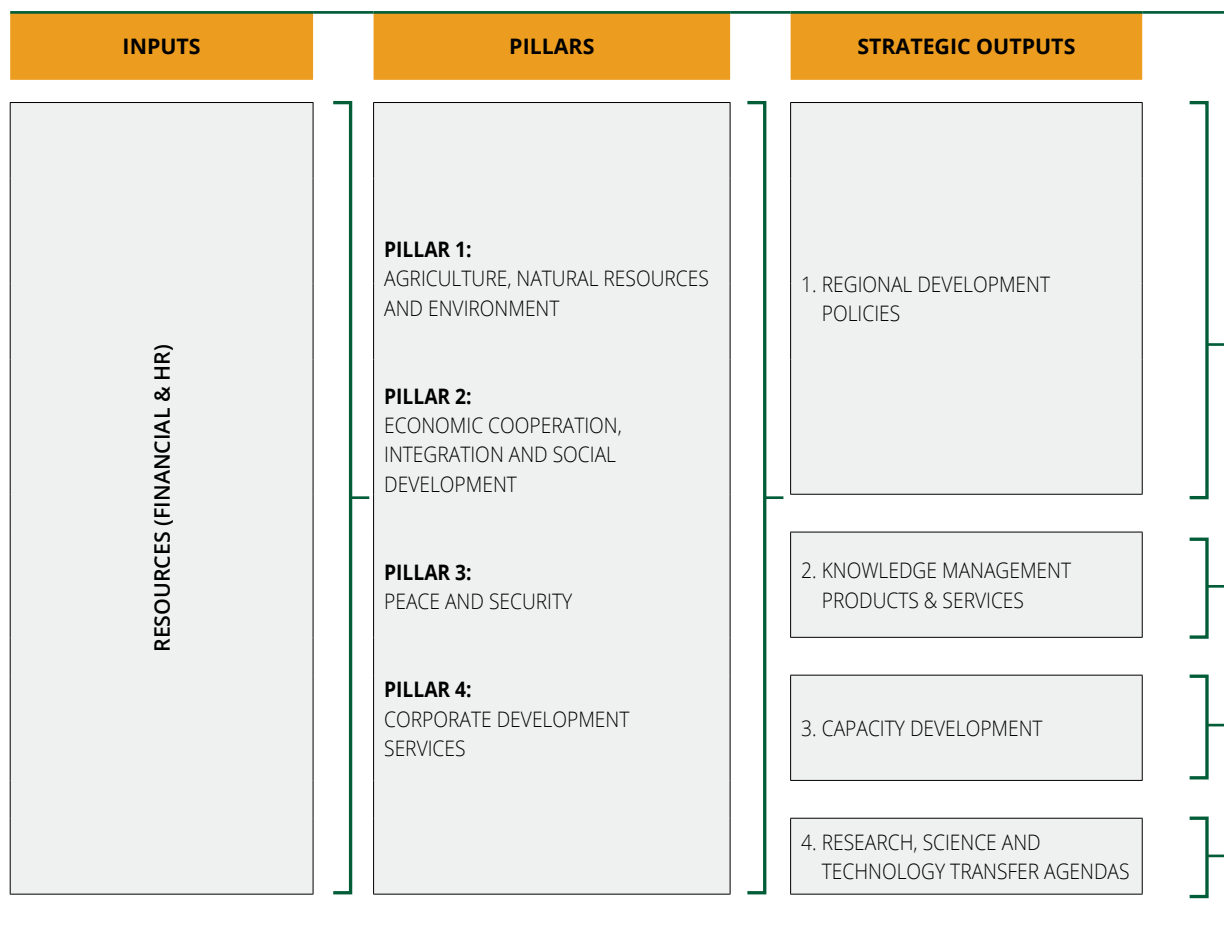 INPUTS
PILLARS
STRATEGIC OUTPUTS
RESOURCES (FINANCIAL & HR)
PILLAR 1:
AGRICULTURE, NATURAL RESOURCES
AND ENVIRONMENT
PILLAR 2:
ECONOMIC COOPERATION,
INTEGRATION AND SOCIAL
DEVELOPMENT
PILLAR 3:
PEACE AND SECURITY
PILLAR 4:
CORPORATE DEVELOPMENT
SERVICES
1. REGIONAL DEVELOPMENT
POLICIES
2. KNOWLEDGE MANAGEMENT
PRODUCTS & SERVICES
3. CAPACITY DEVELOPMENT
4. RESEARCH, SCIENCE AND
TECHNOLOGY TRANSFER AGENDAS